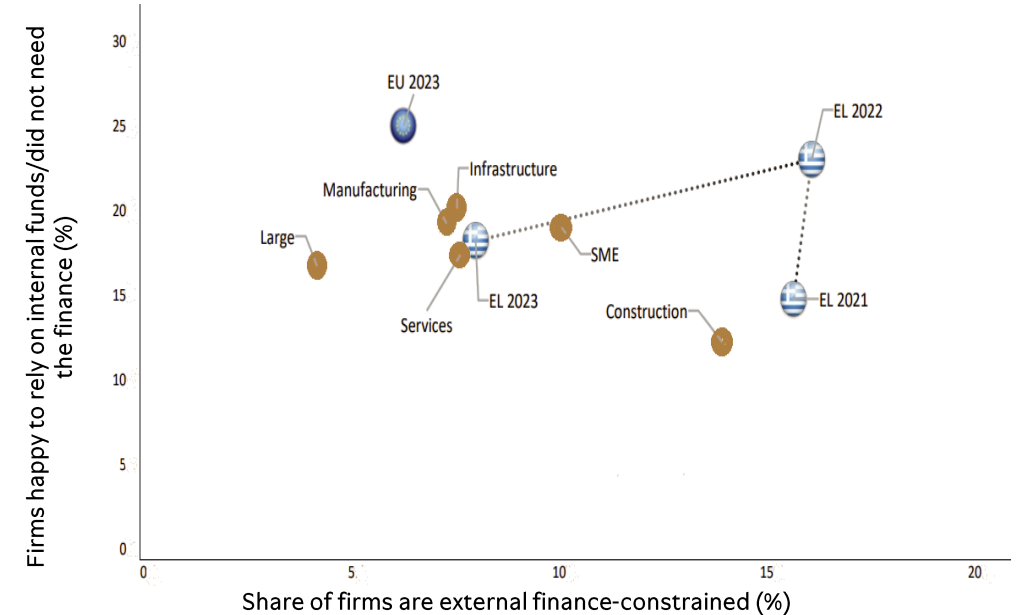 Firms happy to rely on internal funds/did not need
the finance (%)
30
25
20
15
10
5
0
EU 2023
EL 2022
Infrastructure
Manufacturing
Large
SME
EL 2023
EL 2021
Construction
Services
0
5
10
15
20
Share of firms are external finance-constrained (%)